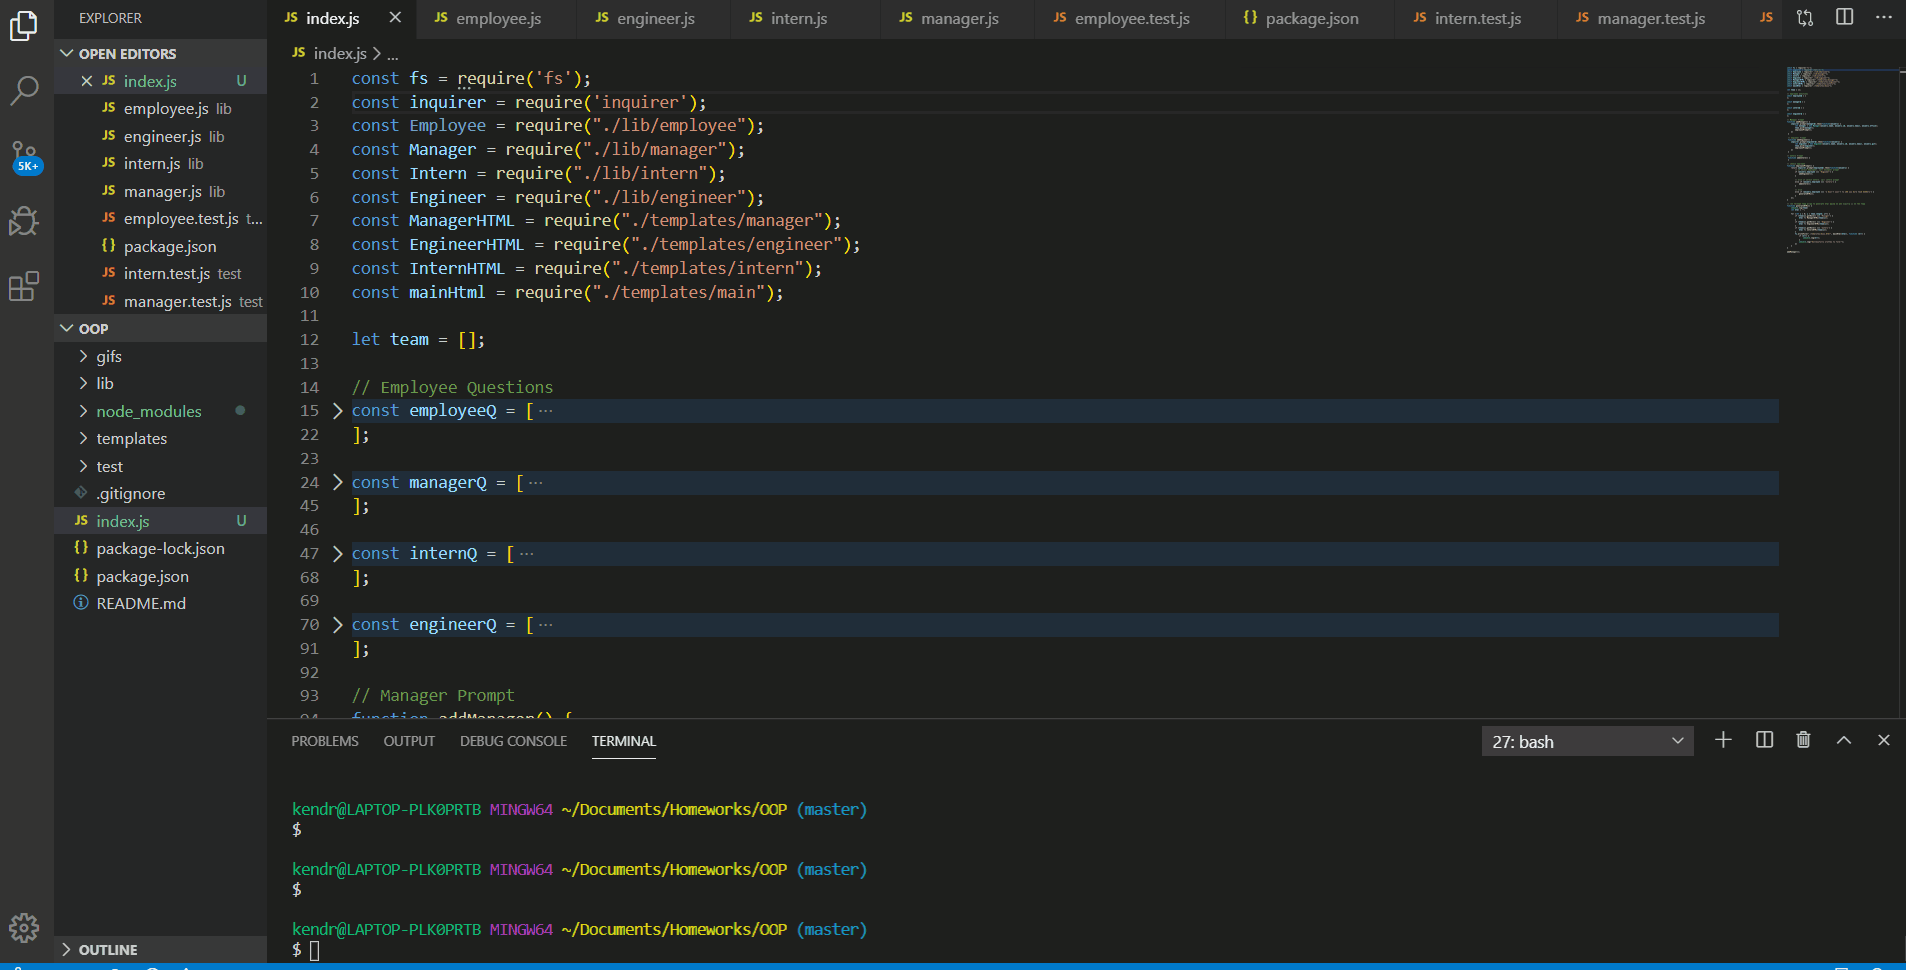 EXPLORER
OPEN EDITORS
JS index.js U
JS employee.js lib
JS engineer.js lib
JS intern.js lib
JS manager.js lib
JS employee.test.js t...
{} package.json
JS intern.test.js test
JS manager.test.js test
OOP
gifs
lib
node_modules
templates
test
.gitignore
JS index.js U
{} package-lock.json
{} package.json
README.md
OUTLINE
5K+
JS index.js JS employee.js JS engineer.js JS intern.js JS manager.js JS employee.test.js {} package.json JS intern.test.js JS manager.test.js JS
JS index.js > ...
1 const fs = require('fs');
2 const inquirer = require('inquirer');
3 const Employee = require("./lib/employee");
4 const Manager = require("./lib/manager");
5 const Intern = require("./lib/intern");
6 const Engineer = require("./lib/engineer");
7 const ManagerHTML = require("./templates/manager");
8 const EngineerHTML = require("./templates/engineer");
9 const InternHTML = require("./templates/intern");
10 const mainHtml = require("./templates/main");
11
12 let team = [];
13
14 // Employee Questions
15 const employeeQ = [ ...
22 ];
23
24 const managerQ = [ ...
45 ];
46
47 const internQ = [ ...
68 ];
69
70 const engineerQ = [ ...
91 ];
92
93 // Manager Prompt
94 function addManager() {
PROBLEMS OUTPUT DEBUG CONSOLE TERMINAL 27: bash
kendr@LAPTOP-PLK0PRTB MINGW64 ~/Documents/Homeworks/OOP (master)
$
kendr@LAPTOP-PLK0PRTB MINGW64 ~/Documents/Homeworks/OOP (master)
$
kendr@LAPTOP-PLK0PRTB MINGW64 ~/Documents/Homeworks/OOP (master)
$